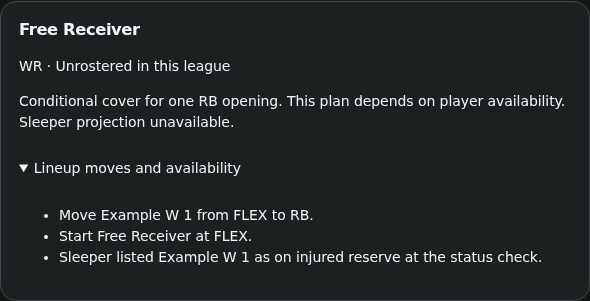 Free Receiver
WR · Unrostered in this league
Conditional cover for one RB opening. This plan depends on player availability.
Sleeper projection unavailable.
▼ Lineup moves and availability
• Move Example W 1 from FLEX to RB.
• Start Free Receiver at FLEX.
• Sleeper listed Example W 1 as on injured reserve at the status check.